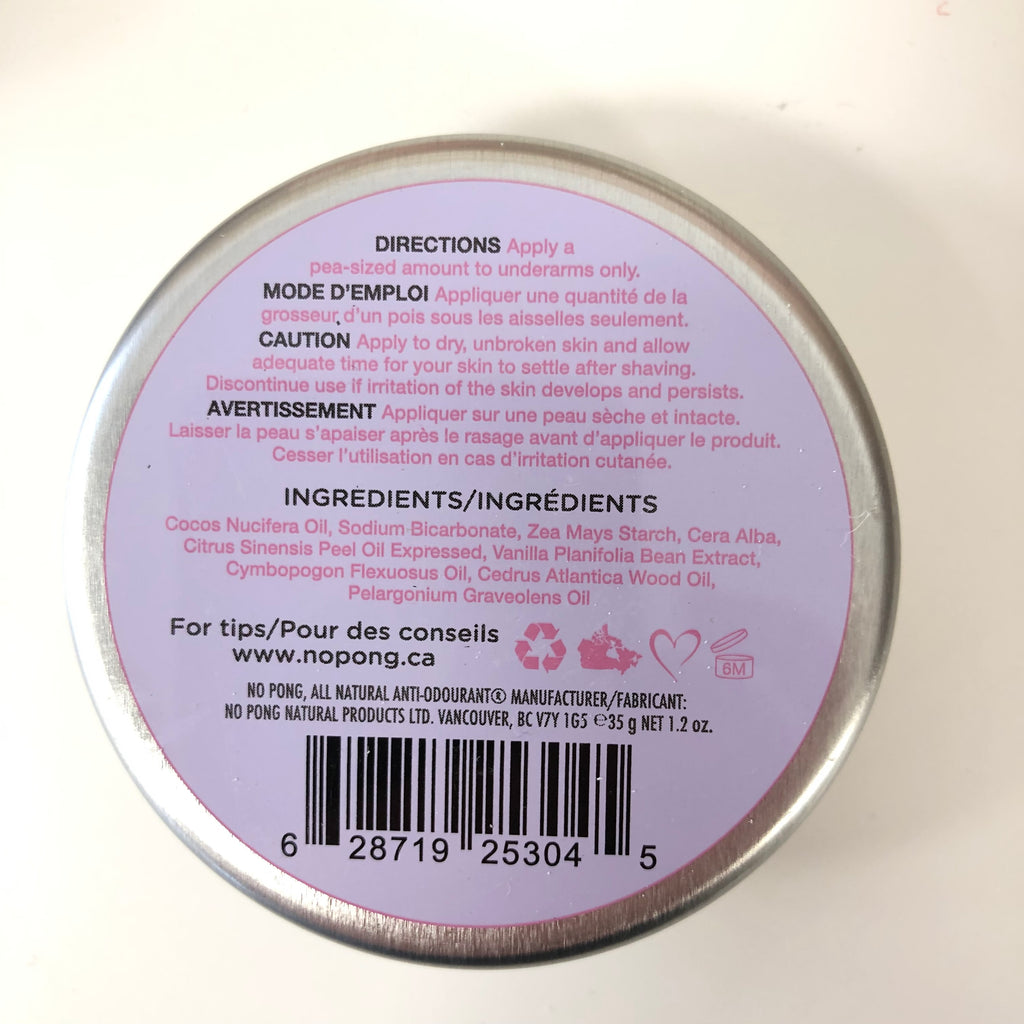 DIRECTIONS Apply a
pea-sized amount to underarms only.
MODE D'EMPLOI Appliquer une quantité de la
grosseur d'un pois sous les aisselles seulement.
CAUTION Apply to dry, unbroken skin and allow
adequate time for your skin to settle after shaving.
Discontinue use if irritation of the skin develops and persists.
AVERTISSEMENT Appliquer sur une peau sèche et intacte.
Laisser la peau s'apaiser après le rasage avant d'appliquer le produit.
Cesser l'utilisation en cas d'irritation cutanée.
INGREDIENTS/INGRÉDIENTS
Cocos Nucifera Oil, Sodium Bicarbonate, Zea Mays Starch, Cera Alba,
Citrus Sinensis Peel Oil Expressed, Vanilla Planifolia Bean Extract,
Cymbopogon Flexuosus Oil, Cedrus Atlantica Wood Oil,
Pelargonium Graveolens Oil
For tips/Pour des conseils
www.nopong.ca
6M
NO PONG, ALL NATURAL ANTI-ODOURANT® MANUFACTURER/FABRICANT:
NO PONG NATURAL PRODUCTS LTD. VANCOUVER, BC V7Y 1G5 ℮35 g NET 1.2 oz.
6 28719 25304 5